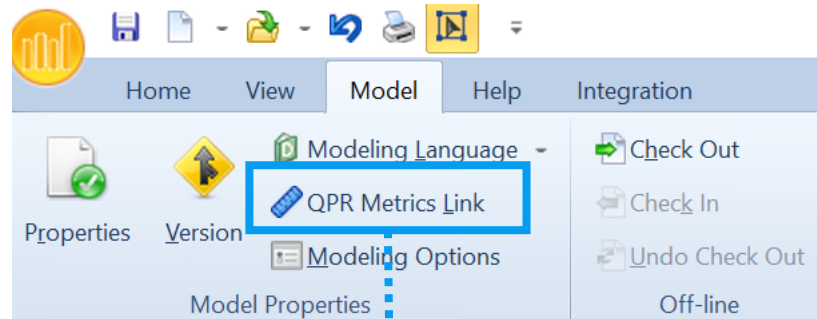 Home View Model Help Integration
Modeling Language
Check Out
QPR Metrics Link
Check In
Properties Version
Modeling Options
Undo Check Out
Model Properties
Off-line